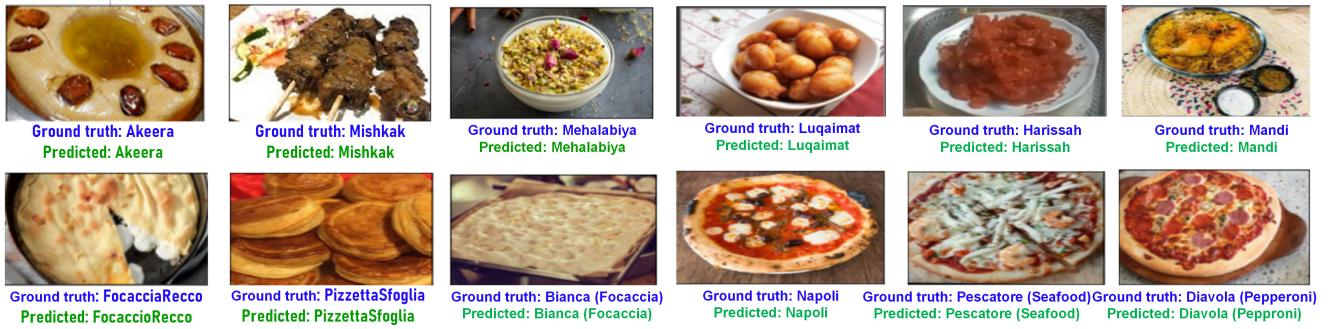 Ground truth: Akeera
Predicted: Akeera
Ground truth: Mishkak
Predicted: Mishkak
Ground truth: Mehalabiya
Predicted: Mehalabiya
Ground truth: Luqaimat
Predicted: Luqaimat
Ground truth: Harissah
Predicted: Harissah
Ground truth: Mandi
Predicted: Mandi
Ground truth: FocacciaRecco
Predicted: FocaccioRecco
Ground truth: PizzettaSfoglia
Predicted: PizzettaSfoglia
Ground truth: Bianca (Focaccia)
Predicted: Bianca (Focaccia)
Ground truth: Napoli
Predicted: Napoli
Ground truth: Pescatore (Seafood)
Predicted: Pescatore (Seafood)
Ground truth: Diavola (Pepperoni)
Predicted: Diavola (Pepproni)